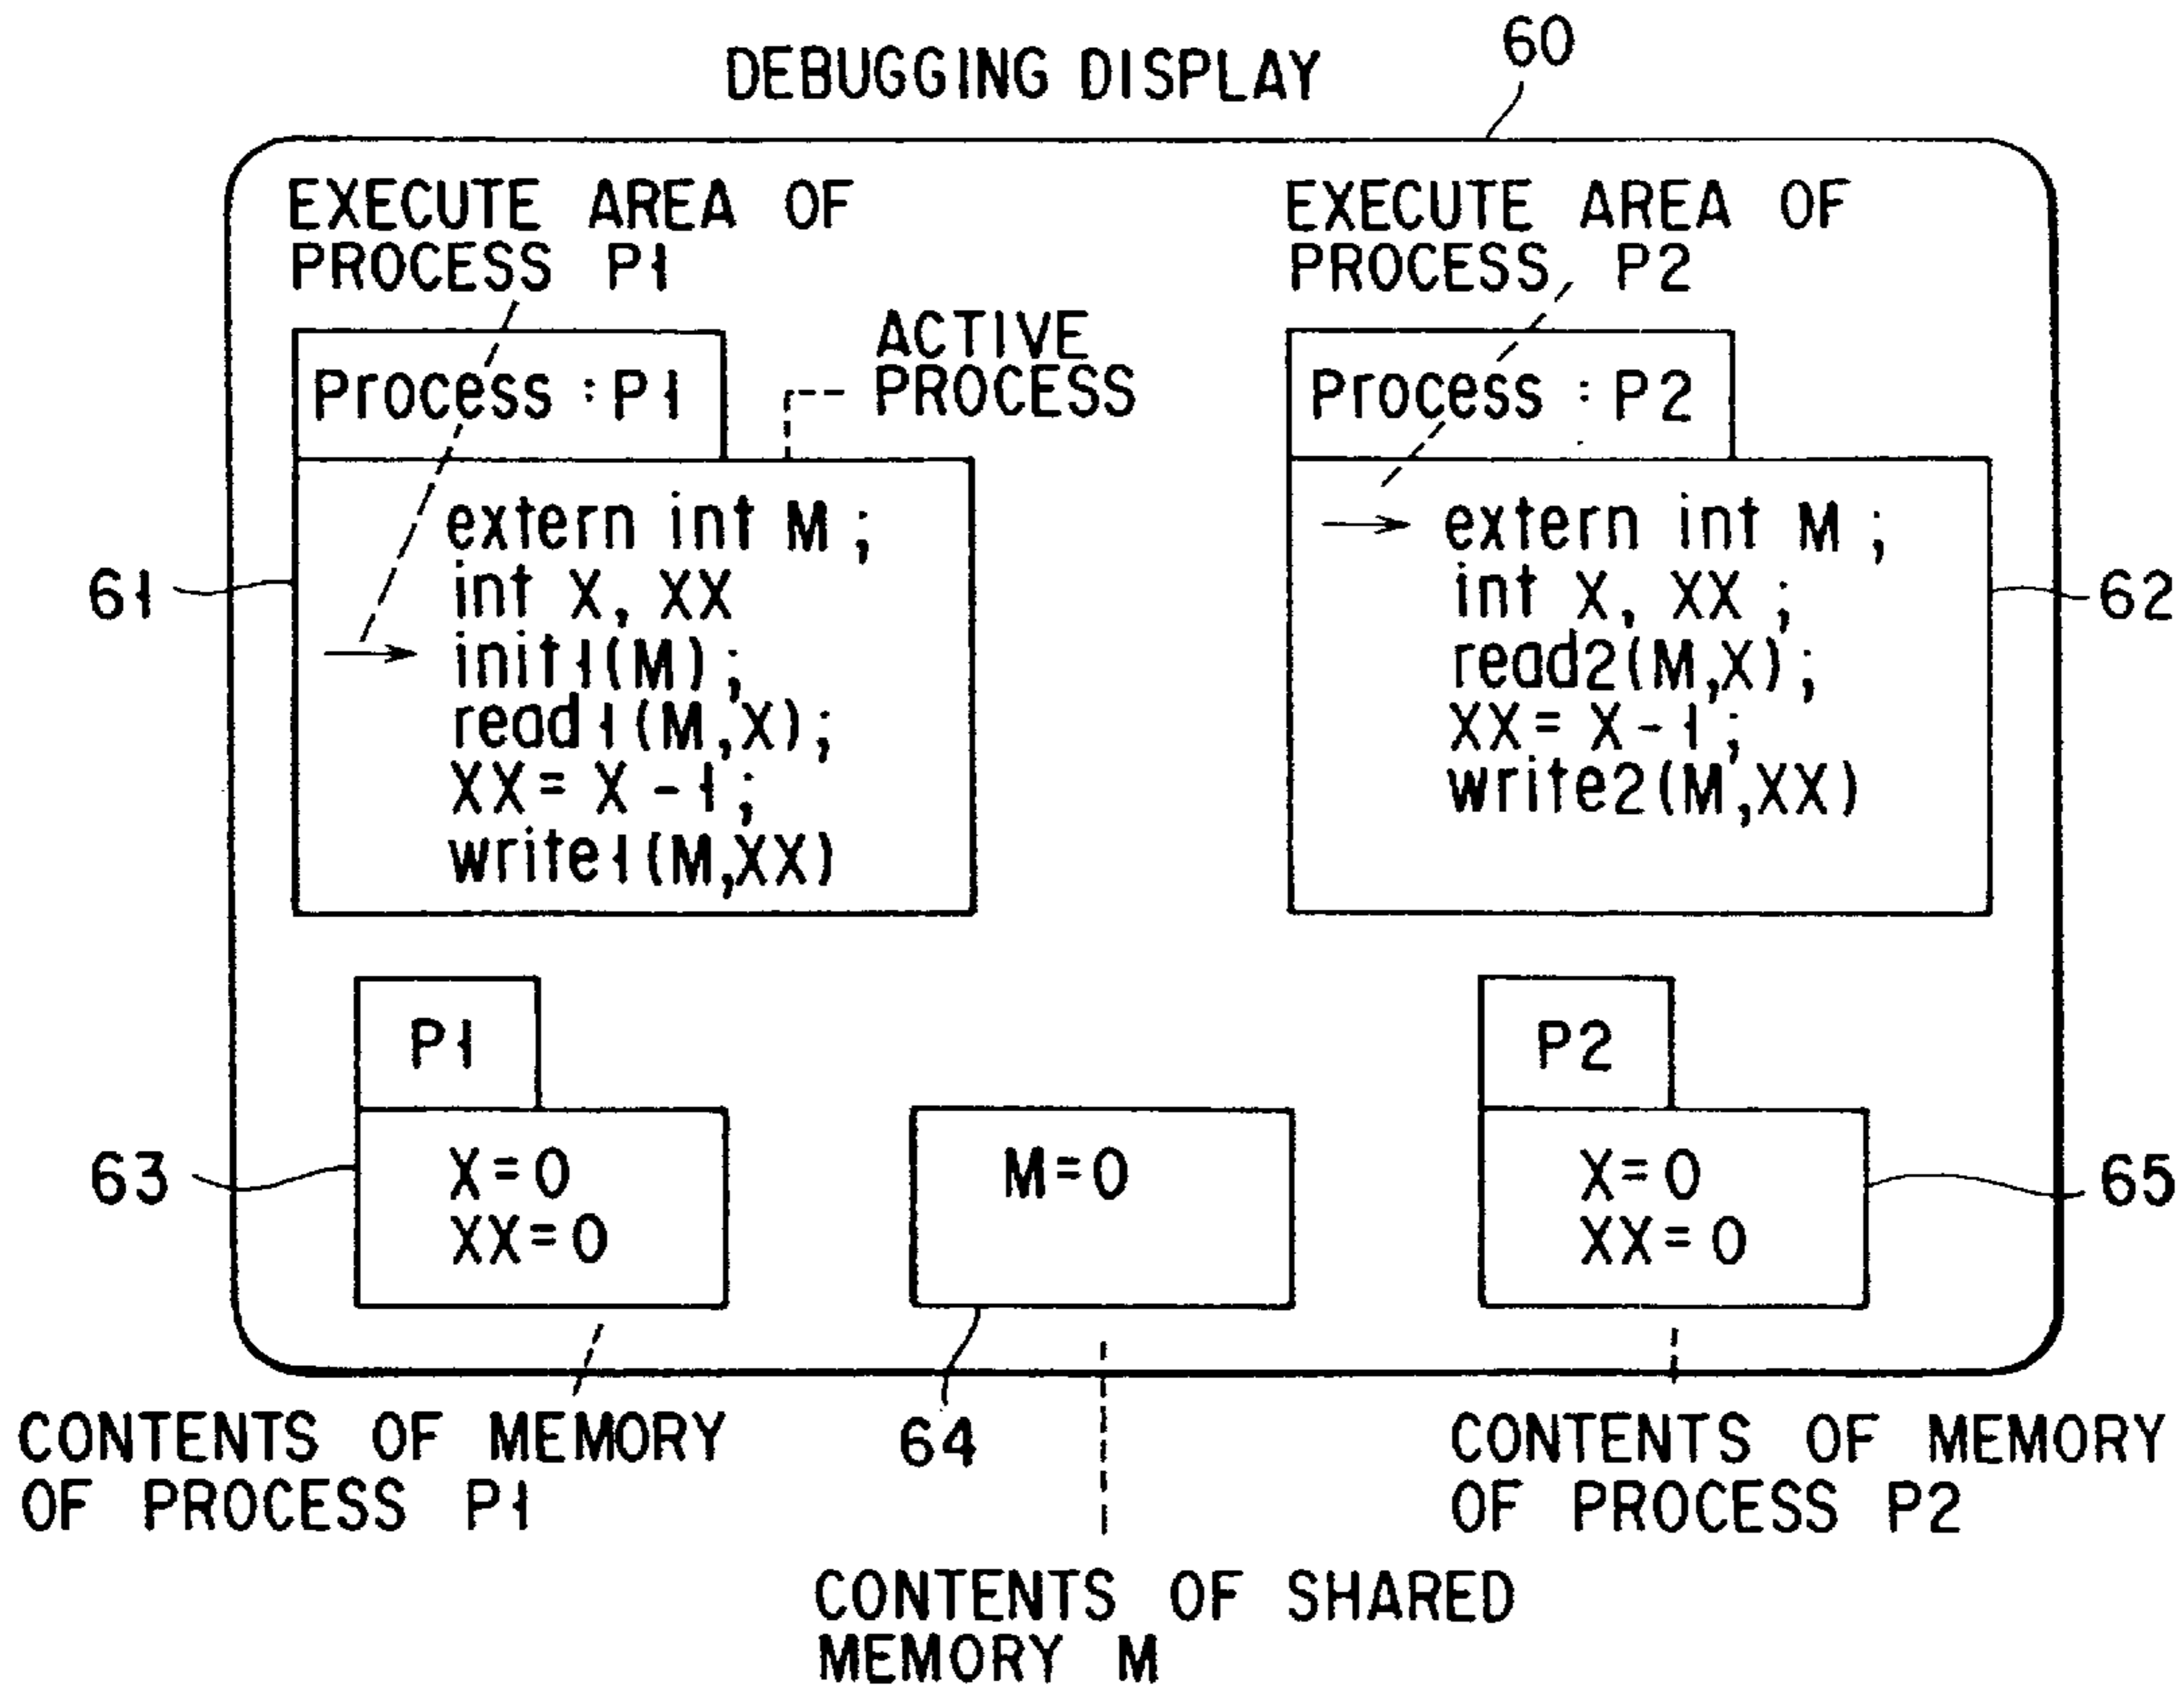 DEBUGGING DISPLAY
60
EXECUTE AREA OF
PROCESS P1
EXECUTE AREA OF
PROCESS P2
ACTIVE
PROCESS
Process : P1
Process : P2
61
extern int M ;
int X, XX
init1(M) ;
read1(M,X) ;
XX= X -1 ;
write1(M,XX)
62
extern int M ;
int X, XX ;
read2(M,X) ;
XX= X -1 ;
write2(M,XX)
P1
P2
63
X=0
XX=0
M=0
X=0
XX=0
65
64
CONTENTS OF MEMORY
OF PROCESS P1
CONTENTS OF MEMORY
OF PROCESS P2
CONTENTS OF SHARED
MEMORY M